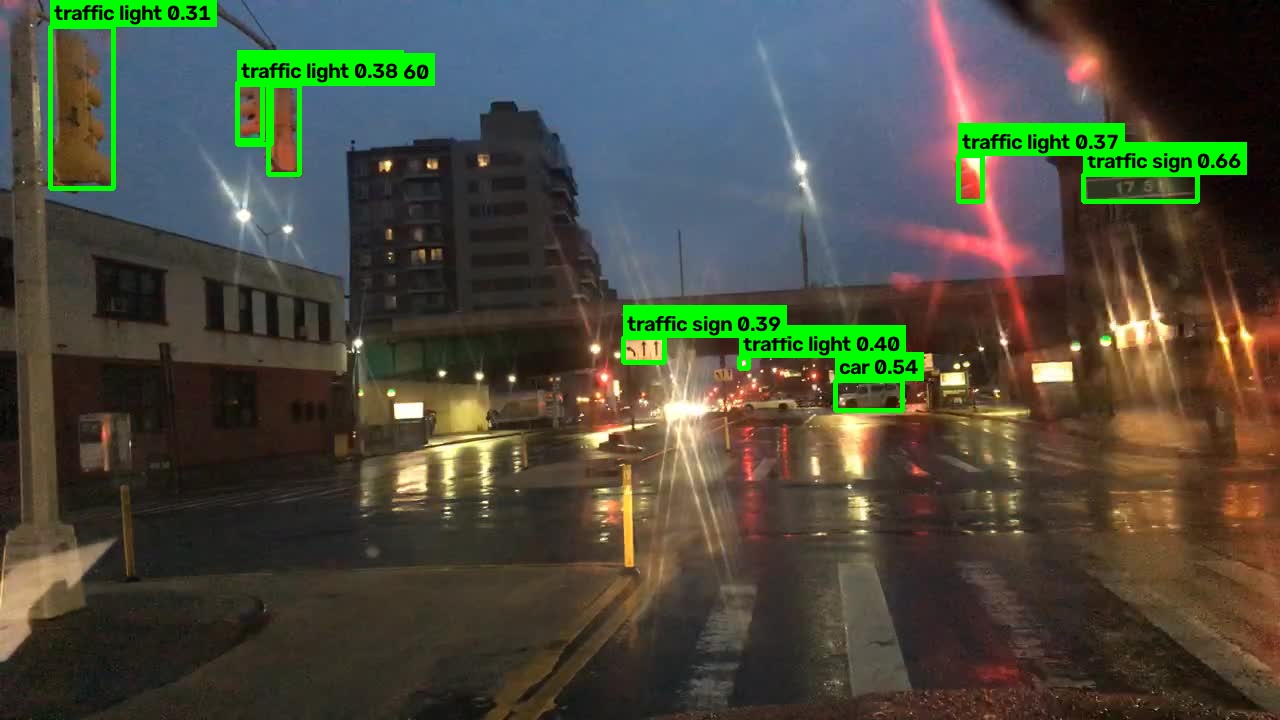 traffic light 0.31
traffic light 0.38 60
traffic light 0.37
traffic sign 0.66
17 St
traffic sign 0.39
traffic light 0.40
car 0.54